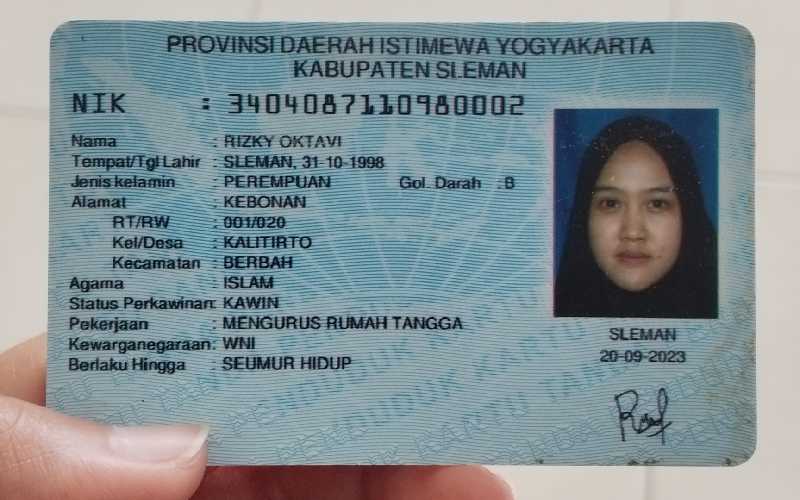 PROVINSI DAERAH ISTIMEWA YOGYAKARTA
KABUPATEN SLEMAN
NIK : 3404087110980002
Nama : RIZKY OKTAVI
Tempat/Tgl Lahir : SLEMAN, 31-10-1998
Jenis kelamin : PEREMPUAN Gol. Darah : B
Alamat : KEBONAN
RT/RW : 001/020
Kel/Desa : KALITIRTO
Kecamatan : BERBAH
Agama : ISLAM
Status Perkawinan: KAWIN
Pekerjaan : MENGURUS RUMAH TANGGA
Kewarganegaraan: WNI
Berlaku Hingga : SEUMUR HIDUP
SLEMAN
20-09-2023